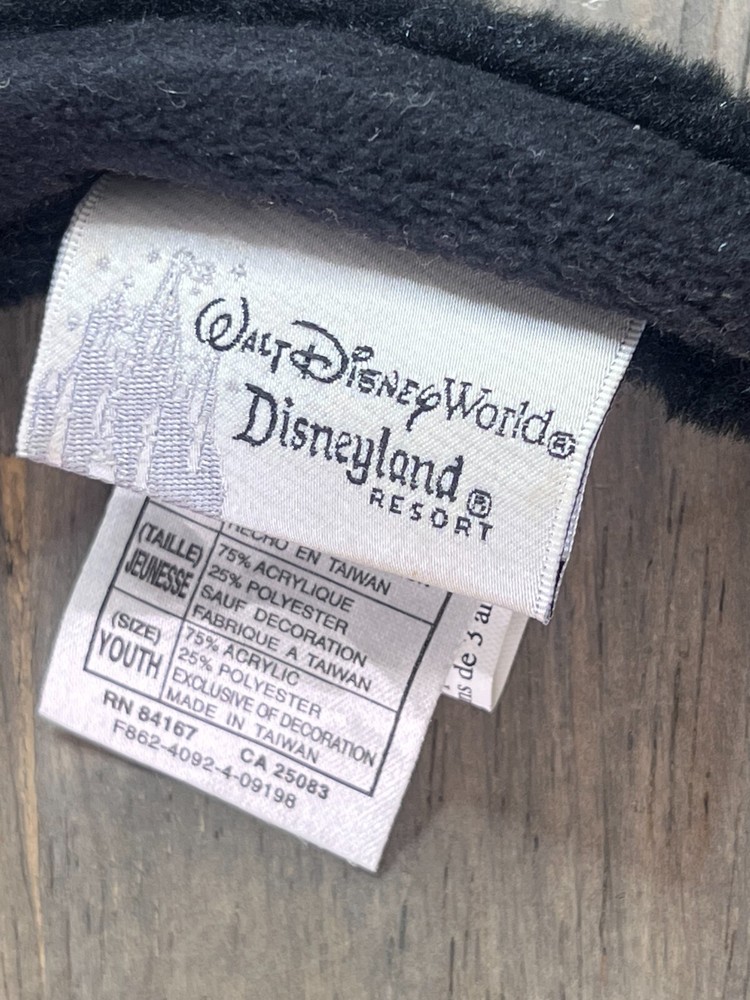 WALT DISNEY World®
Disneyland®
RESORT
HECHO EN TAIWAN
(TAILLE)
JEUNESSE
75% ACRYLIQUE
25% POLYESTER
SAUF DECORATION
FABRIQUE A TAIWAN
(SIZE)
YOUTH
75% ACRYLIC
25% POLYESTER
EXCLUSIVE OF DECORATION
MADE IN TAIWAN
RN 84167 CA 25083
F862-4092-4-09198
de 3